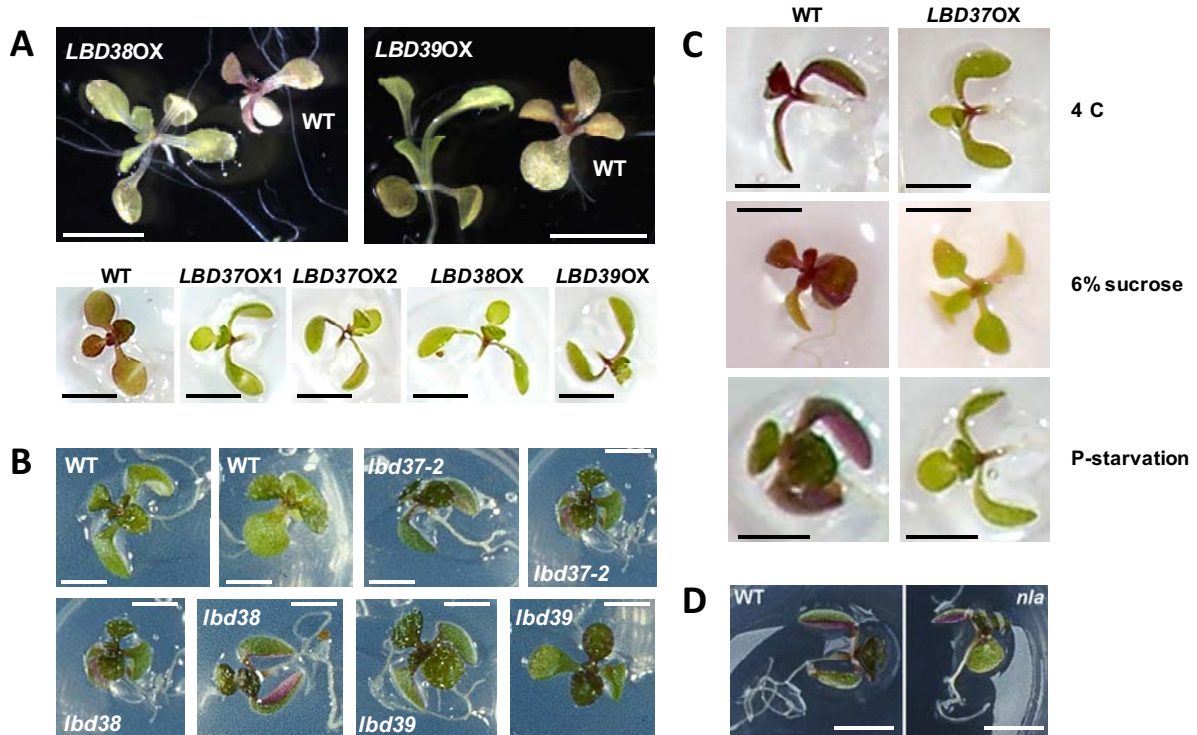 A
LBD38OX
WT
LBD39OX
WT
WT
LBD37OX1
LBD37OX2
LBD38OX
LBD39OX
B
WT
WT
lbd37-2
lbd37-2
lbd38
lbd38
lbd39
lbd39
C
WT
LBD37OX
4 C
6% sucrose
P-starvation
D
WT
nla